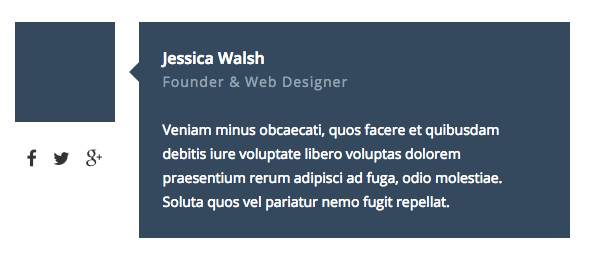 Jessica Walsh
Founder & Web Designer
Veniam minus obcaecati, quos facere et quibusdam
debitis iure voluptate libero voluptas dolorem
praesentium rerum adipisci ad fuga, odio molestiae.
Soluta quos vel pariatur nemo fugit repellat.